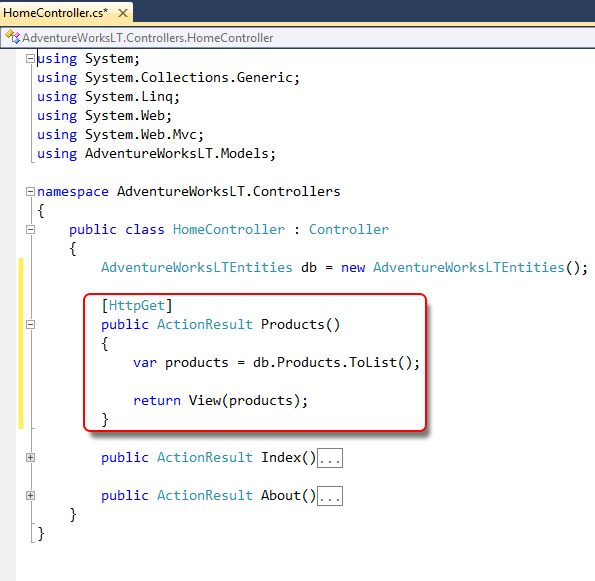 HomeController.cs*
AdventureWorksLT.Controllers.HomeController
using System;
using System.Collections.Generic;
using System.Linq;
using System.Web;
using System.Web.Mvc;
using AdventureWorksLT.Models;
namespace AdventureWorksLT.Controllers
{
public class HomeController : Controller
{
AdventureWorksLTEntities db = new AdventureWorksLTEntities();
[HttpGet]
public ActionResult Products()
{
var products = db.Products.ToList();
return View(products);
}
public ActionResult Index()...
public ActionResult About()...
}
}